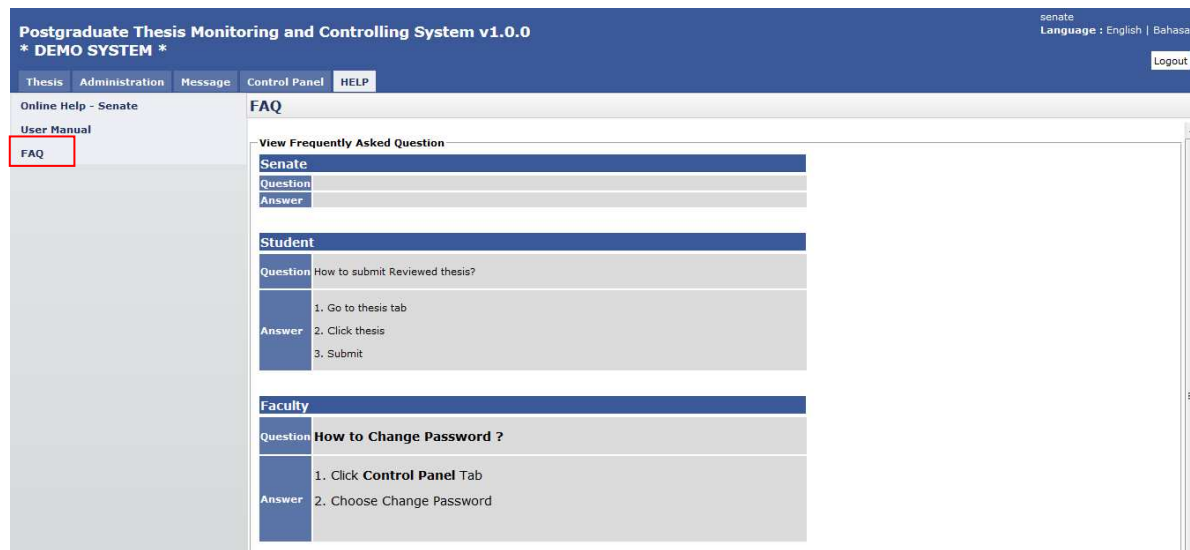 senate
Postgraduate Thesis Monitoring and Controlling System v1.0.0
Language : English | Bahasa
* DEMO SYSTEM *
Logout
Thesis Administration Message Control Panel HELP
Online Help - Senate
FAQ
User Manual
FAQ
View Frequently Asked Question
Senate
Question
Answer
Student
Question How to submit Reviewed thesis?
1. Go to thesis tab
Answer 2. Click thesis
3. Submit
Faculty
Question How to Change Password ?
1. Click Control Panel Tab
Answer 2. Choose Change Password